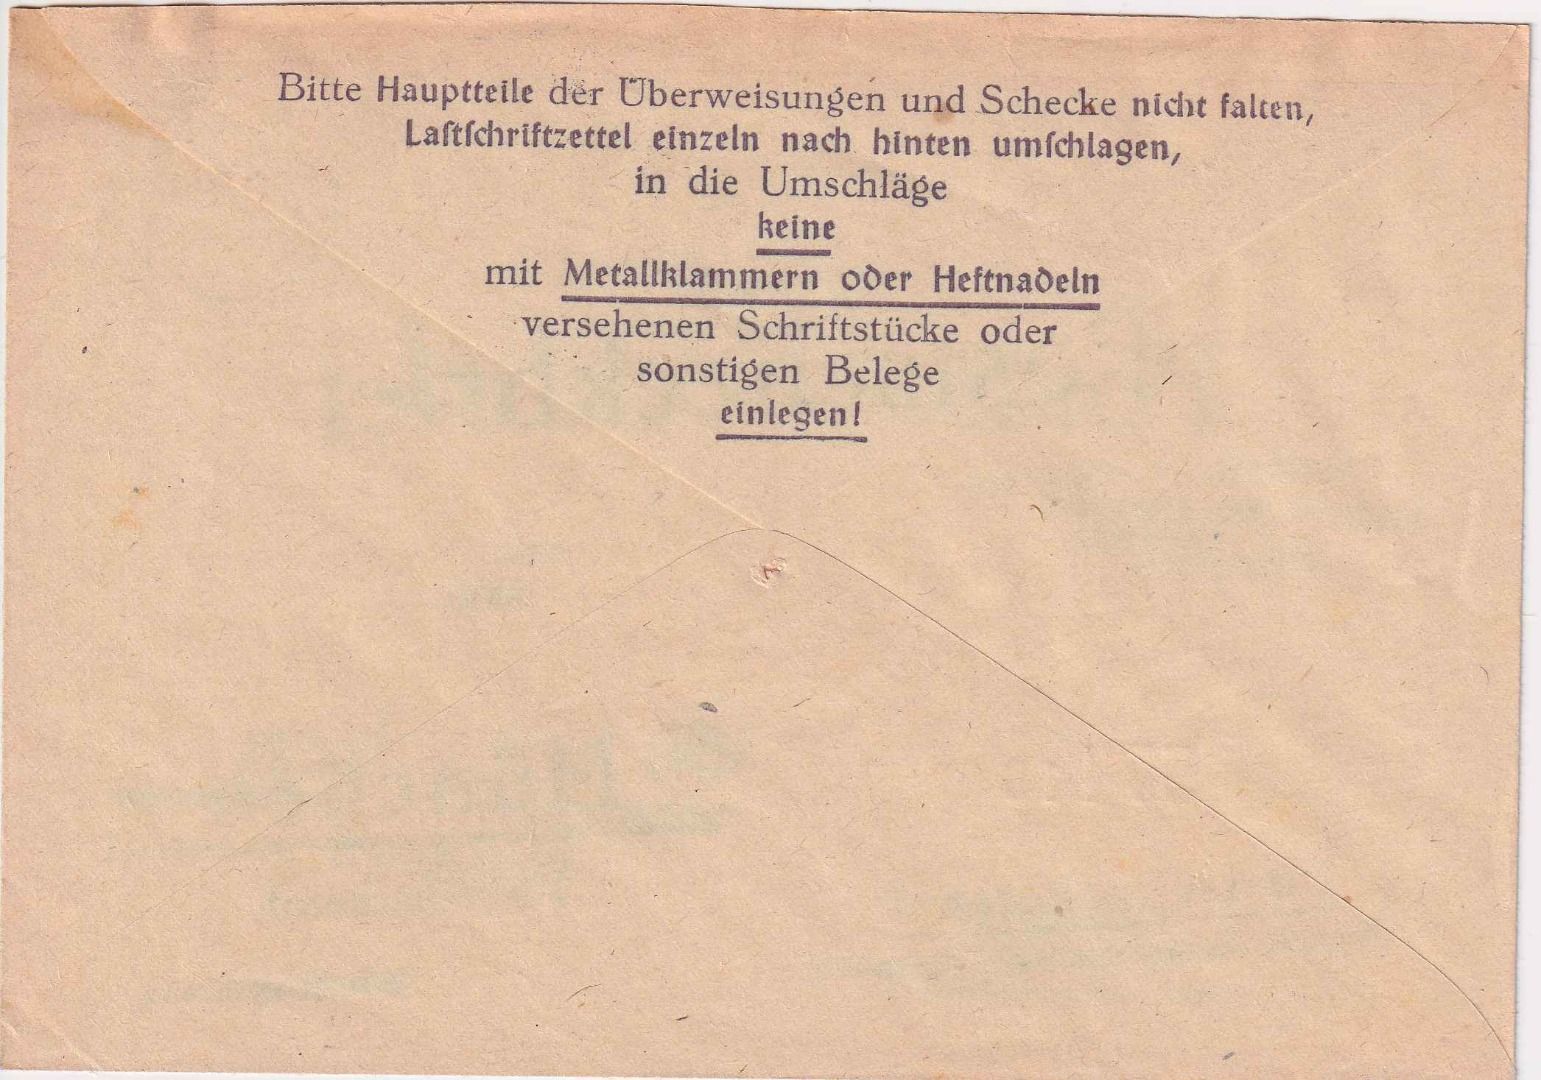 Bitte Hauptteile der Überweisungen und Schecke nicht falten,
Laſtſchriftzettel einzeln nach hinten umſchlagen,
in die Umschläge
keine
mit Metallklammern oder Heftnadeln
versehenen Schriftstücke oder
sonstigen Belege
einlegen!